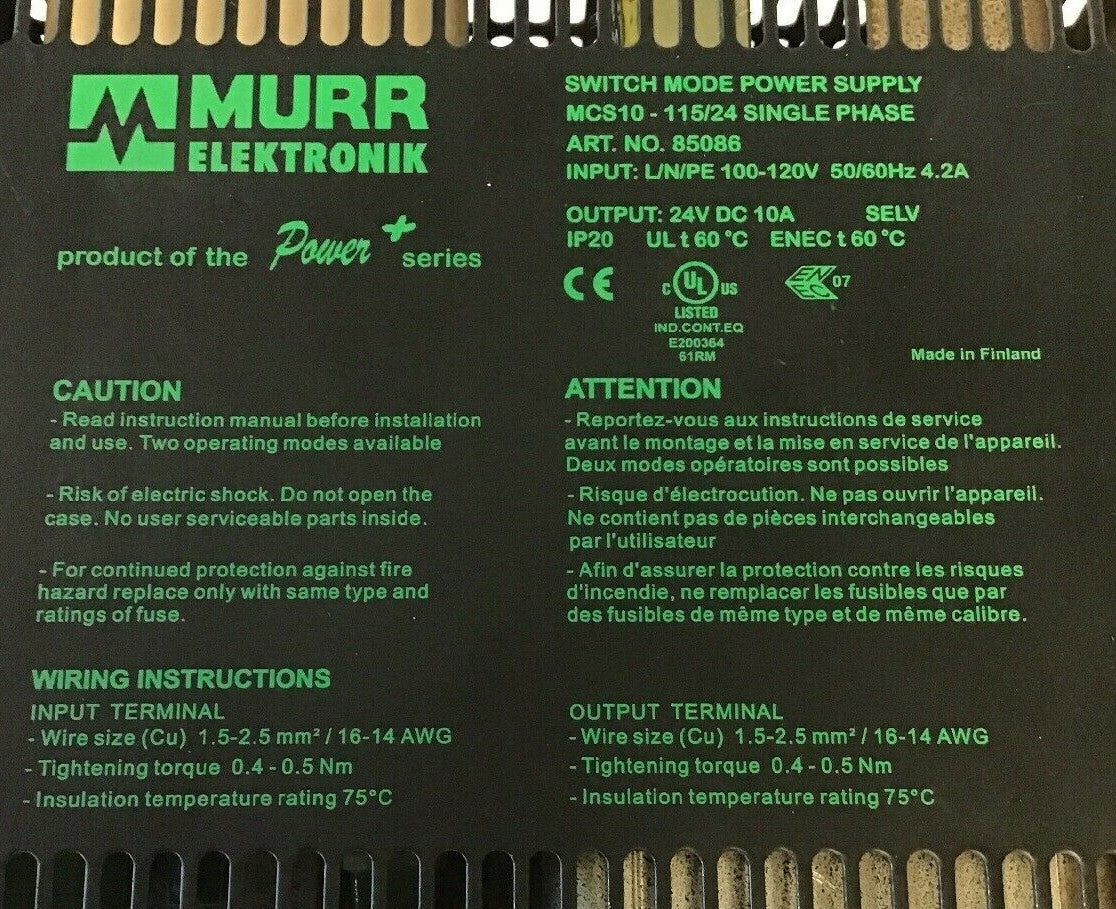 MURR
ELEKTRONIK
product of the Power+ series
SWITCH MODE POWER SUPPLY
MCS10 - 115/24 SINGLE PHASE
ART. NO. 85086
INPUT: L/N/PE 100-120V 50/60Hz 4.2A
OUTPUT: 24V DC 10A SELV
IP20 UL t 60 °C ENEC t 60 °C
CE C UL US ENEC 07
LISTED
IND.CONT.EQ
E200364
61RM
Made in Finland
CAUTION
- Read instruction manual before installation
and use. Two operating modes available
- Risk of electric shock. Do not open the
case. No user serviceable parts inside.
- For continued protection against fire
hazard replace only with same type and
ratings of fuse.
ATTENTION
- Reportez-vous aux instructions de service
avant le montage et la mise en service de l'appareil.
Deux modes opératoires sont possibles
- Risque d'électrocution. Ne pas ouvrir l'appareil.
Ne contient pas de pièces interchangeables
par l'utilisateur
- Afin d'assurer la protection contre les risques
d'incendie, ne remplacer les fusibles que par
des fusibles de même type et de même calibre.
WIRING INSTRUCTIONS
INPUT TERMINAL
- Wire size (Cu) 1.5-2.5 mm² / 16-14 AWG
- Tightening torque 0.4 - 0.5 Nm
- Insulation temperature rating 75°C
OUTPUT TERMINAL
- Wire size (Cu) 1.5-2.5 mm² / 16-14 AWG
- Tightening torque 0.4 - 0.5 Nm
- Insulation temperature rating 75°C